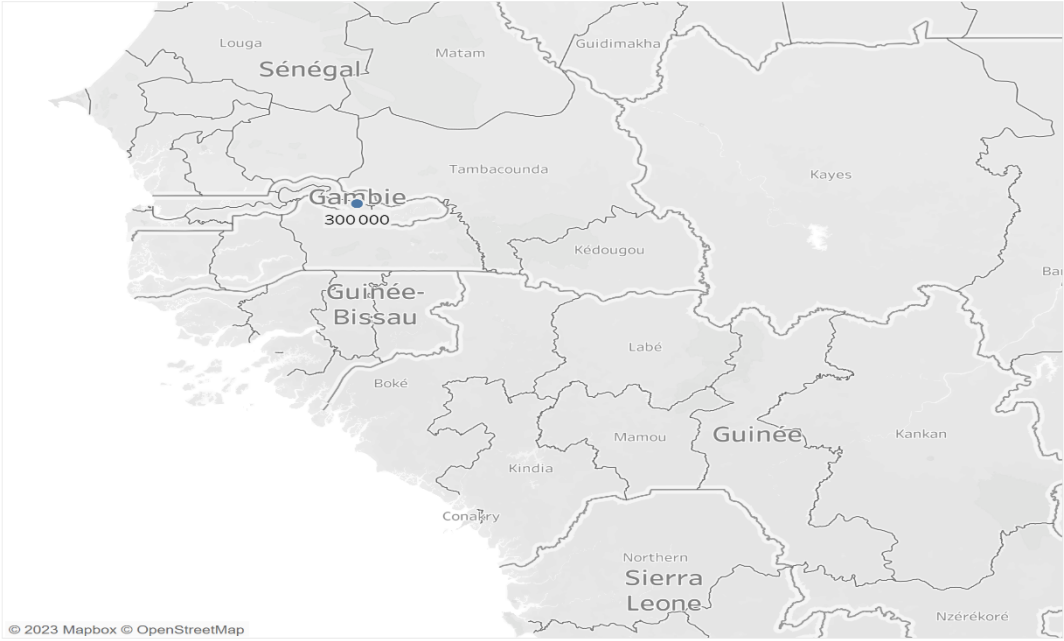 Louga
Matam
Guidimakha
Sénégal
Tambacounda
Kayes
Gambie
300 000
Kédougou
Guinée-
Bissau
Labé
Boké
Guinée
Kankan
Mamou
Kindia
Conakry
Northern
Sierra
Leone
Nzérékoré
© 2023 Mapbox © OpenStreetMap